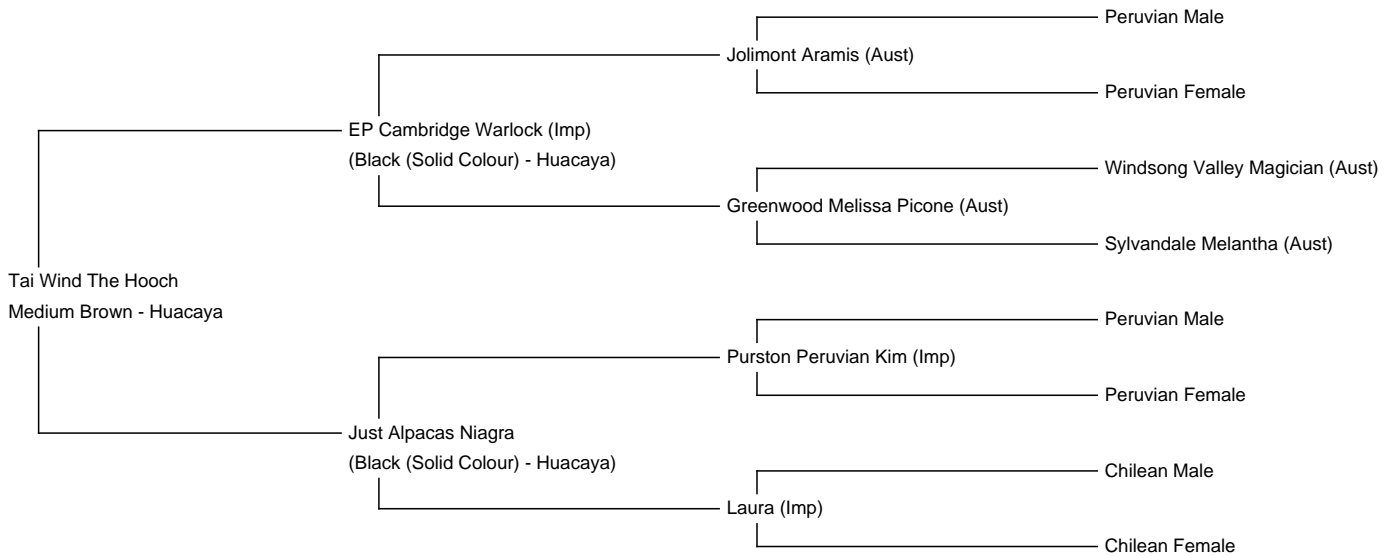 Peruvian Male
Jolimont Aramis (Aust)
Peruvian Female
EP Cambridge Warlock (Imp)
(Black (Solid Colour) - Huacaya)
Windsong Valley Magician (Aust)
Greenwood Melissa Picone (Aust)
Sylvandale Melantha (Aust)
Tai Wind The Hooch
Medium Brown - Huacaya
Peruvian Male
Purston Peruvian Kim (Imp)
Peruvian Female
Just Alpacas Niagra
(Black (Solid Colour) - Huacaya)
Chilean Male
Laura (Imp)
Chilean Female